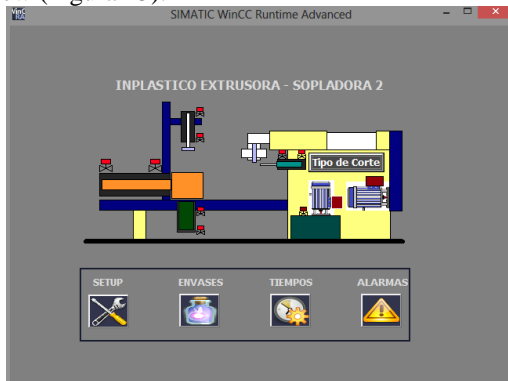 SIMATIC WinCC Runtime Advanced
INPLASTICO EXTRUSORA - SOPLADORA 2
Tipo de Corte
SETUP ENVASES TIEMPOS ALARMAS